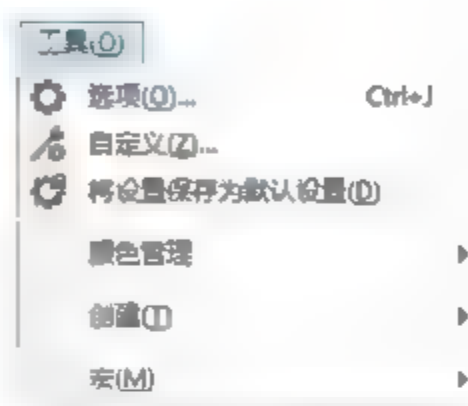 工具(O)
选项(O)... Ctrl+J
自定义(Z)...
将设置保存为默认设置(D)
颜色管理
创建(T)
宏(M)